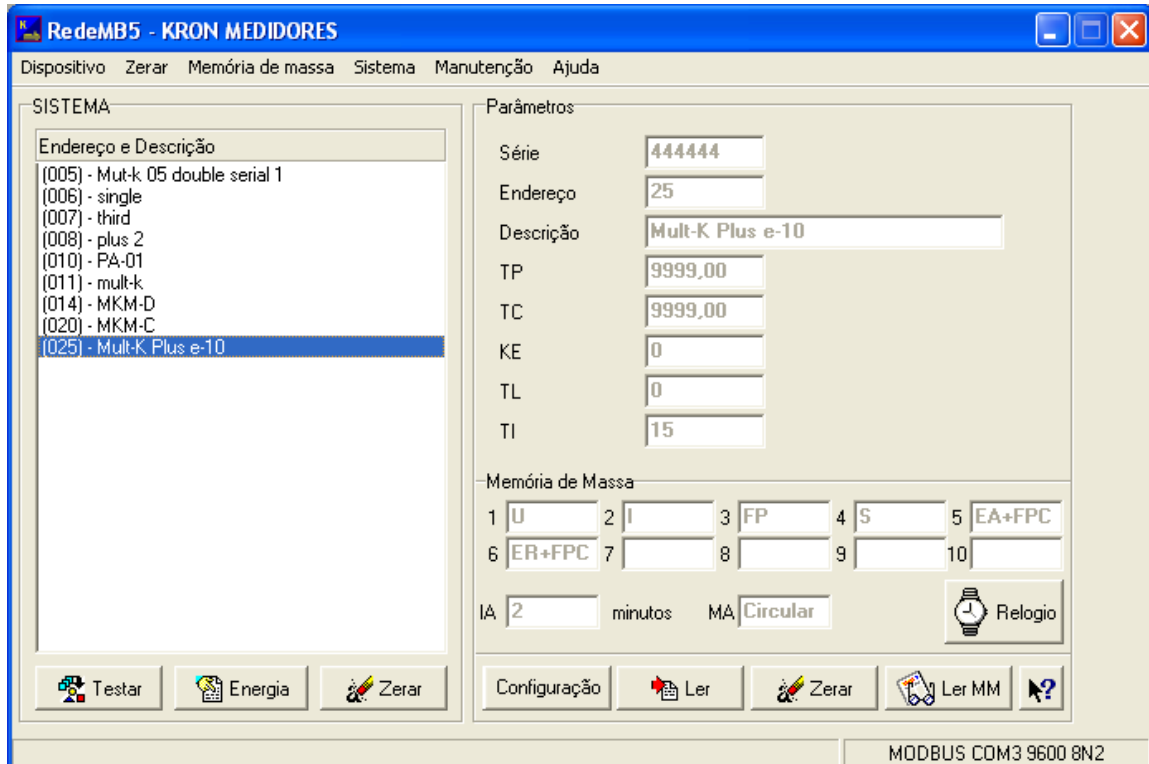 RedeMB5 - KRON MEDIDORES
Dispositivo Zerar Memória de massa Sistema Manutenção Ajuda
SISTEMA
Endereço e Descrição
(005) - Mut-k 05 double serial 1
(006) - single
(007) - third
(008) - plus 2
(010) - PA-01
(011) - mult-k
(014) - MKM-D
(020) - MKM-C
(025) - Mult-K Plus e-10
Testar Energia Zerar
Parâmetros
Série 444444
Endereço 25
Descrição Mult-K Plus e-10
TP 9999,00
TC 9999,00
KE 0
TL 0
TI 15
Memória de Massa
1 U 2 I 3 FP 4 S 5 EA+FPC
6 ER+FPC 7 8 9 10
IA 2 minutos MA Circular Relogio
Configuração Ler Zerar Ler MM ?
MODBUS COM3 9600 8N2